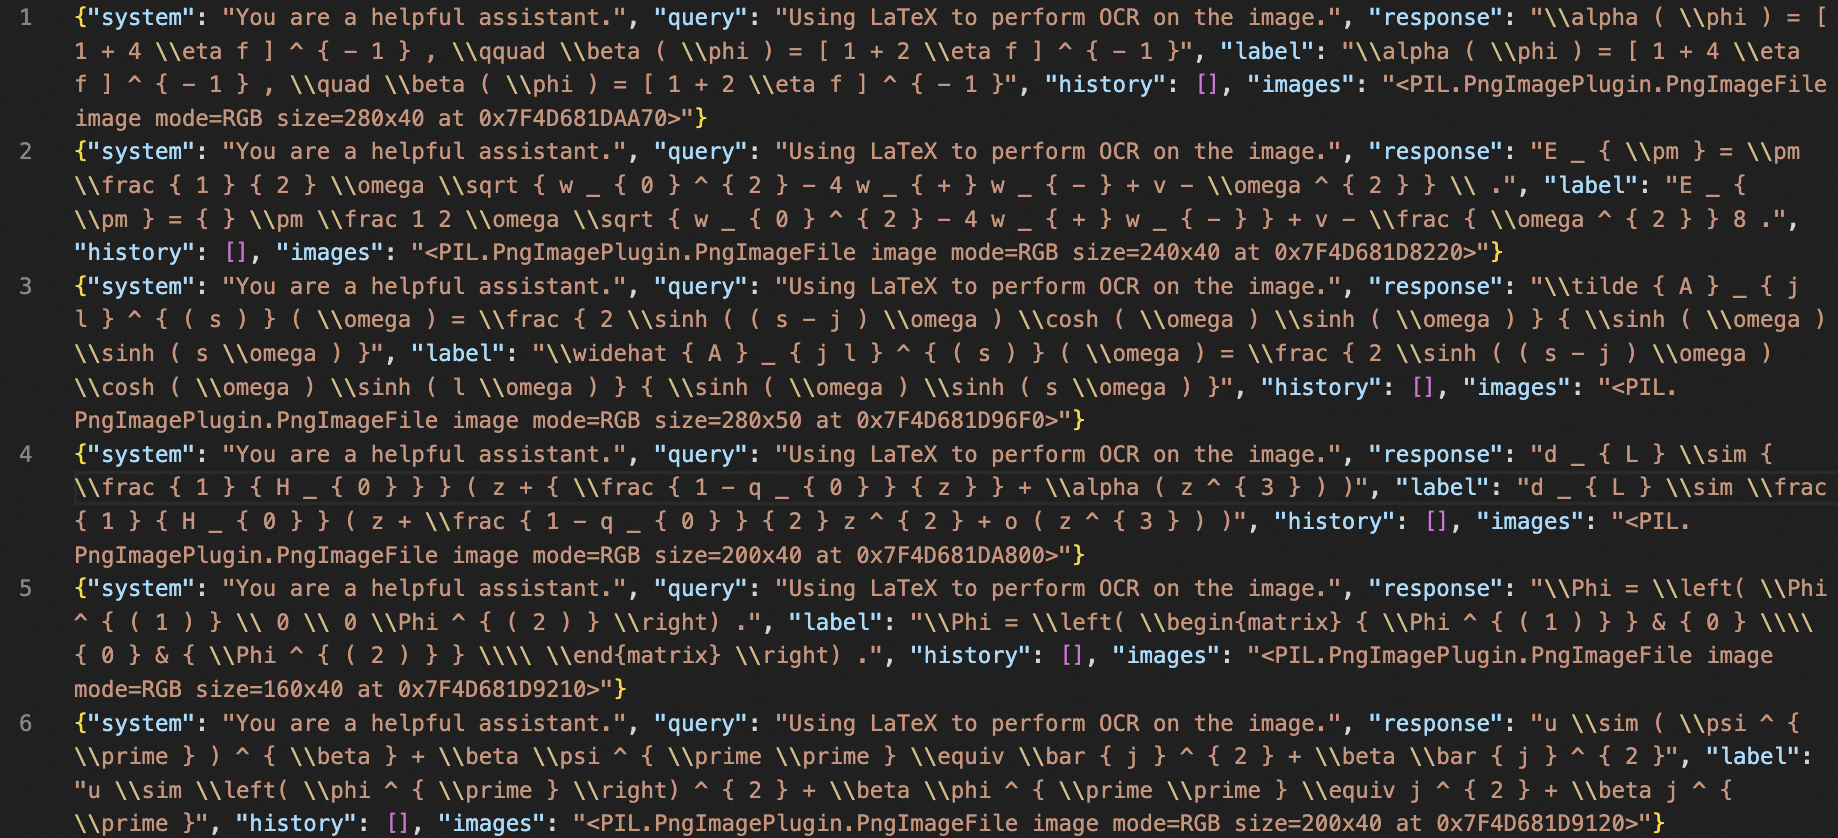 1 {"system": "You are a helpful assistant.", "query": "Using LaTeX to perform OCR on the image.", "response": "\\alpha ( \\phi ) = [
1 + 4 \\eta f ] ^ { - 1 } , \\qquad \\beta ( \\phi ) = [ 1 + 2 \\eta f ] ^ { - 1 }", "label": "\\alpha ( \\phi ) = [ 1 + 4 \\eta
f ] ^ { - 1 } , \\quad \\beta ( \\phi ) = [ 1 + 2 \\eta f ] ^ { - 1 }", "history": [], "images": "<PIL.PngImagePlugin.PngImageFile
image mode=RGB size=280x40 at 0x7F4D681DAA70>"}
2 {"system": "You are a helpful assistant.", "query": "Using LaTeX to perform OCR on the image.", "response": "E _ { \\pm } = \\pm
\\frac { 1 } { 2 } \\omega \\sqrt { w _ { 0 } ^ { 2 } - 4 w _ { + } w _ { - } + v - \\omega ^ { 2 } } \\ .", "label": "E _ {
\\pm } = { } \\pm \\frac 1 2 \\omega \\sqrt { w _ { 0 } ^ { 2 } - 4 w _ { + } w _ { - } } + v - \\frac { \\omega ^ { 2 } } 8 .",
"history": [], "images": "<PIL.PngImagePlugin.PngImageFile image mode=RGB size=240x40 at 0x7F4D681D8220>"}
3 {"system": "You are a helpful assistant.", "query": "Using LaTeX to perform OCR on the image.", "response": "\\tilde { A } _ { j
l } ^ { ( s ) } ( \\omega ) = \\frac { 2 \\sinh ( ( s - j ) \\omega ) \\cosh ( \\omega ) \\sinh ( \\omega ) } { \\sinh ( \\omega )
\\sinh ( s \\omega ) }", "label": "\\widehat { A } _ { j l } ^ { ( s ) } ( \\omega ) = \\frac { 2 \\sinh ( ( s - j ) \\omega )
\\cosh ( \\omega ) \\sinh ( l \\omega ) } { \\sinh ( \\omega ) \\sinh ( s \\omega ) }", "history": [], "images": "<PIL.
PngImagePlugin.PngImageFile image mode=RGB size=280x50 at 0x7F4D681D96F0>"}
4 {"system": "You are a helpful assistant.", "query": "Using LaTeX to perform OCR on the image.", "response": "d _ { L } \\sim {
\\frac { 1 } { H _ { 0 } } } ( z + { \\frac { 1 - q _ { 0 } } { z } } + \\alpha ( z ^ { 3 } ) )", "label": "d _ { L } \\sim \\frac
{ 1 } { H _ { 0 } } ( z + \\frac { 1 - q _ { 0 } } { 2 } z ^ { 2 } + o ( z ^ { 3 } ) )", "history": [], "images": "<PIL.
PngImagePlugin.PngImageFile image mode=RGB size=200x40 at 0x7F4D681DA800>"}
5 {"system": "You are a helpful assistant.", "query": "Using LaTeX to perform OCR on the image.", "response": "\\Phi = \\left( \\Phi
^ { ( 1 ) } \\ 0 \\ 0 \\Phi ^ { ( 2 ) } \\right) .", "label": "\\Phi = \\left( \\begin{matrix} { \\Phi ^ { ( 1 ) } } & { 0 } \\\\
{ 0 } & { \\Phi ^ { ( 2 ) } } \\\\ \\end{matrix} \\right) .", "history": [], "images": "<PIL.PngImagePlugin.PngImageFile image
mode=RGB size=160x40 at 0x7F4D681D9210>"}
6 {"system": "You are a helpful assistant.", "query": "Using LaTeX to perform OCR on the image.", "response": "u \\sim ( \\psi ^ {
\\prime } ) ^ { \\beta } + \\beta \\psi ^ { \\prime \\prime } \\equiv \\bar { j } ^ { 2 } + \\beta \\bar { j } ^ { 2 }", "label":
"u \\sim \\left( \\phi ^ { \\prime } \\right) ^ { 2 } + \\beta \\phi ^ { \\prime \\prime } \\equiv j ^ { 2 } + \\beta j ^ {
\\prime }", "history": [], "images": "<PIL.PngImagePlugin.PngImageFile image mode=RGB size=200x40 at 0x7F4D681D9120>"}